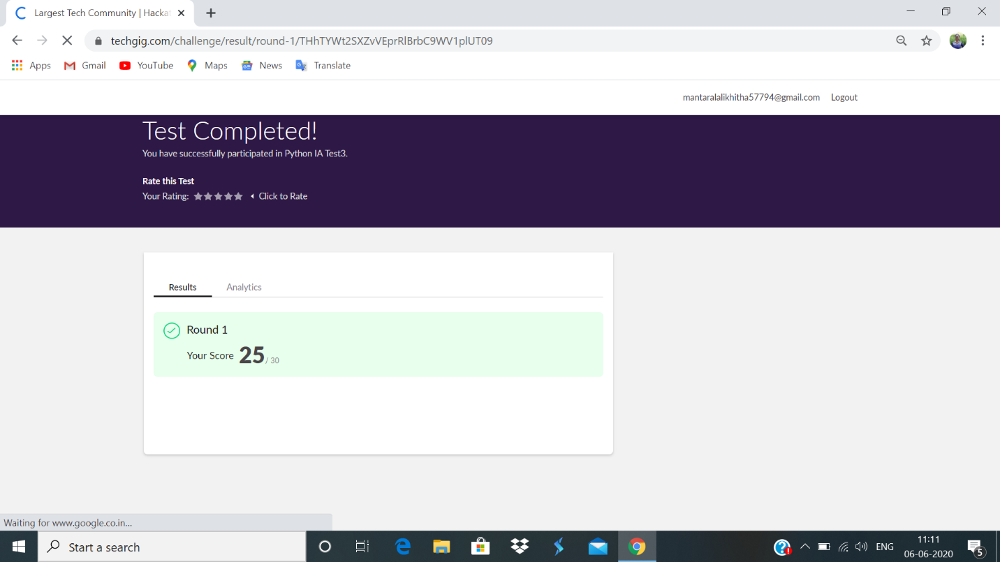 Largest Tech Community | Hacka
techgig.com/challenge/result/round-1/THhTYWt2SXZvVEprRlBrbC9WV1plUT09
Apps Gmail YouTube Maps News Translate
mantaralalikhitha57794@gmail.com Logout
Test Completed!
You have successfully participated in Python IA Test3.
Rate this Test
Your Rating: Click to Rate
Results Analytics
Round 1
Your Score 25 / 30
Waiting for www.google.co.in...
Start a search
ENG
11:11
06-06-2020
5